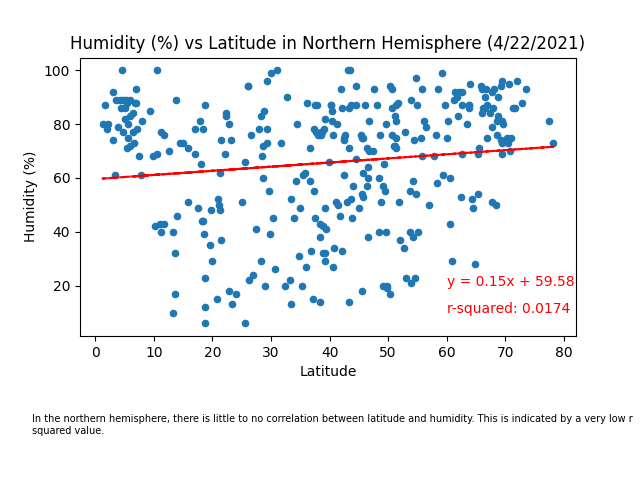 Humidity (%) vs Latitude in Northern Hemisphere (4/22/2021)
100
80
60
40
20
Humidity (%)
y = 0.15x + 59.58
r-squared: 0.0174
0 10 20 30 40 50 60 70 80
Latitude
In the northern hemisphere, there is little to no correlation between latitude and humidity. This is indicated by a very low r
squared value.